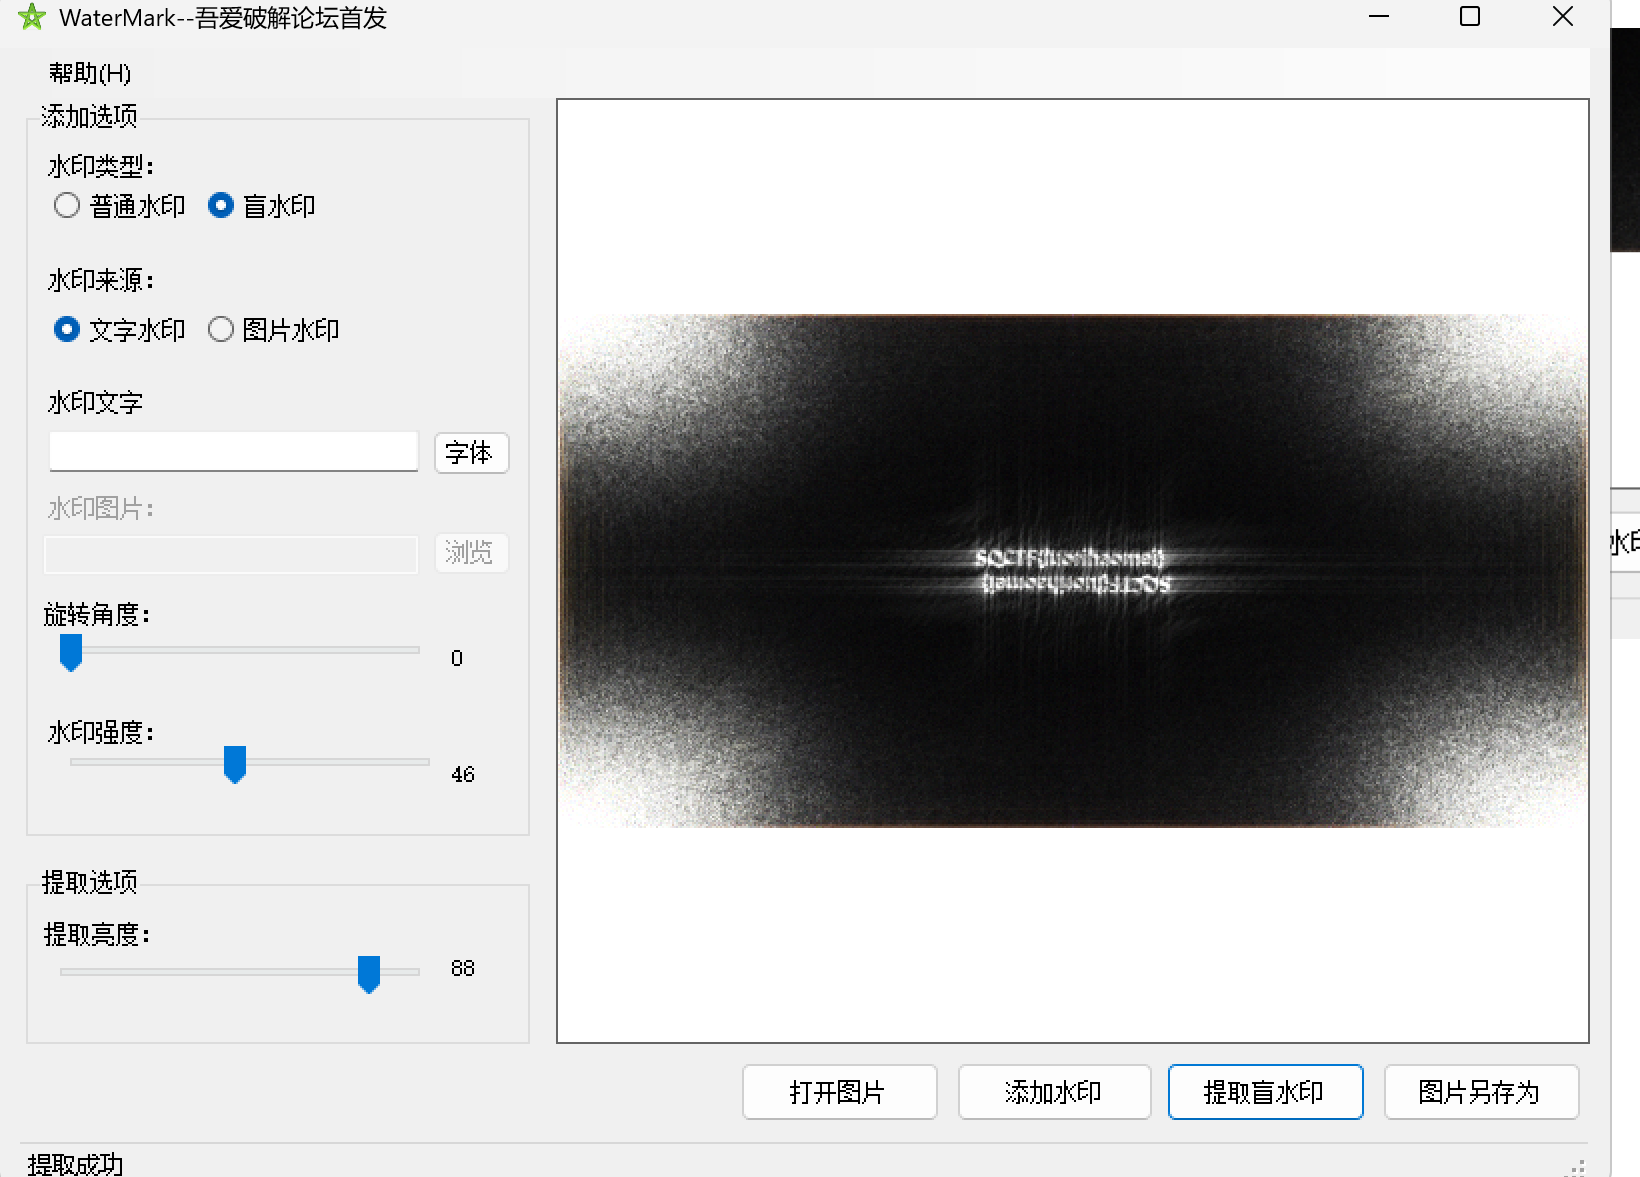 WaterMark--吾爱破解论坛首发
帮助(H)
添加选项
水印类型：
普通水印 盲水印
水印来源：
文字水印 图片水印
水印文字
字体
水印图片：
浏览
旋转角度：
0
水印强度：
46
提取选项
提取亮度：
88
打开图片 添加水印 提取盲水印 图片另存为
提取成功
水印